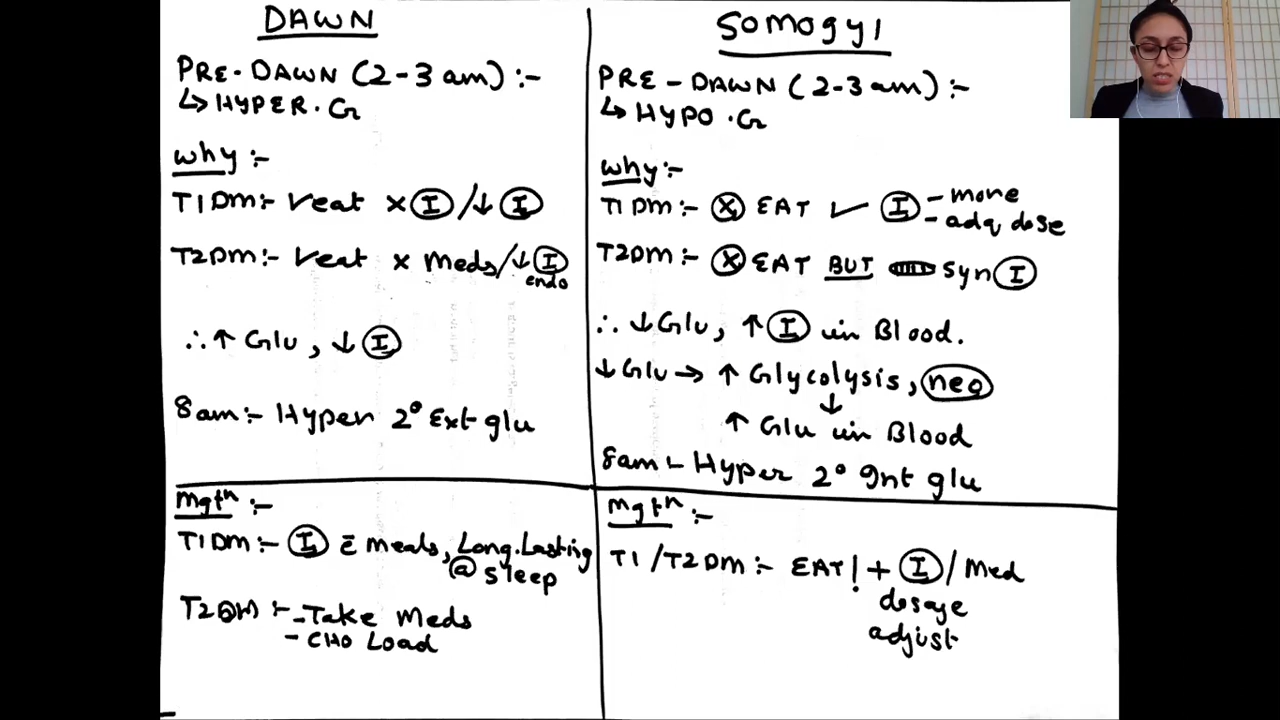 DAWN
PRE-DAWN (2-3 am) :-
↳ HYPER.G
Why :-
T1DM:- ✓eat × Ⓘ/↓ Ⓘ
T2DM:- ✓eat × Meds/↓Ⓘ
endo
∴ ↑ Glu, ↓ Ⓘ
8am:- Hyper 2° Ext glu
Mgtn :-
T1DM:- Ⓘ c̄ meals, Long.Lasting
@ Sleep
T2DM :- -Take Meds
- CHO Load
SOMOGYI
PRE-DAWN (2-3 am) :-
↳ HYPO.G
Why:-
T1DM:- ⓧ EAT ✓ Ⓘ - more
- adq dose
T2DM:- ⓧ EAT BUT syn Ⓘ
∴ ↓Glu, ↑ Ⓘ in Blood.
↓Glu → ↑ Glycolysis, neo
↓
↑ Glu in Blood
8am - Hyper 2° Int glu
Mgtn :-
T1/T2DM:- EAT! + Ⓘ/Med
dosage
adjist